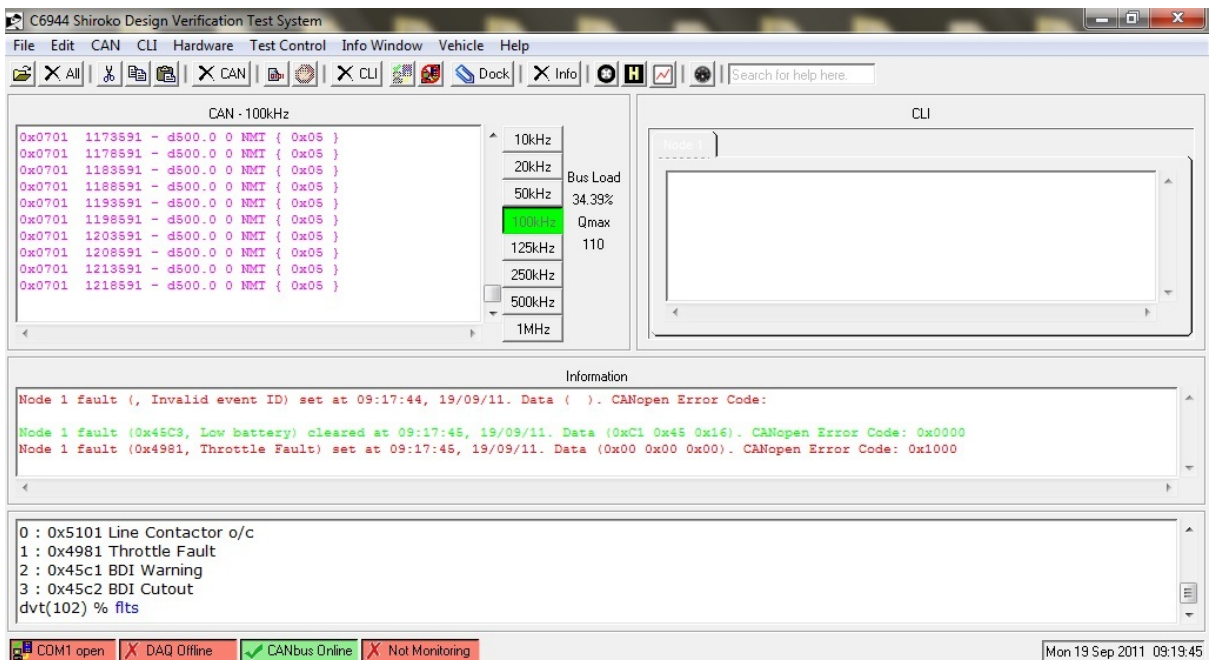 C6944 Shiroko Design Verification Test System
File Edit CAN CLI Hardware Test Control Info Window Vehicle Help
All CAN CLI Dock Info Search for help here.
CAN - 100kHz
0x0701 1173591 - d500.0 0 NMT { 0x05 }
0x0701 1178591 - d500.0 0 NMT { 0x05 }
0x0701 1183591 - d500.0 0 NMT { 0x05 }
0x0701 1188591 - d500.0 0 NMT { 0x05 }
0x0701 1193591 - d500.0 0 NMT { 0x05 }
0x0701 1198591 - d500.0 0 NMT { 0x05 }
0x0701 1203591 - d500.0 0 NMT { 0x05 }
0x0701 1208591 - d500.0 0 NMT { 0x05 }
0x0701 1213591 - d500.0 0 NMT { 0x05 }
0x0701 1218591 - d500.0 0 NMT { 0x05 }
10kHz
20kHz
50kHz
100kHz
125kHz
250kHz
500kHz
1MHz
Bus Load
34.39%
Qmax
110
CLI
Node 1
Information
Node 1 fault (, Invalid event ID) set at 09:17:44, 19/09/11. Data ( ). CANopen Error Code:
Node 1 fault (0x45C3, Low battery) cleared at 09:17:45, 19/09/11. Data (0xC1 0x45 0x16). CANopen Error Code: 0x0000
Node 1 fault (0x4981, Throttle Fault) set at 09:17:45, 19/09/11. Data (0x00 0x00 0x00). CANopen Error Code: 0x1000
0 : 0x5101 Line Contactor o/c
1 : 0x4981 Throttle Fault
2 : 0x45c1 BDI Warning
3 : 0x45c2 BDI Cutout
dvt(102) % flts
COM1 open DAQ Offline CANbus Online Not Monitoring Mon 19 Sep 2011 09:19:45